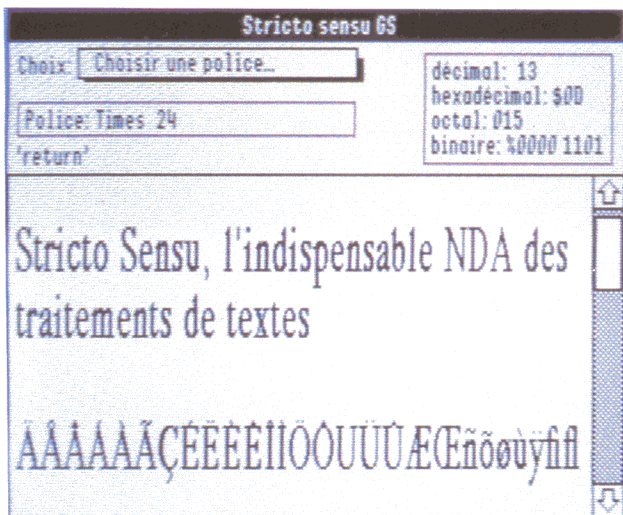 Stricto sensu GS
Choix: Choisir une police…
Police: Times 24
'return'
décimal: 13
hexadécimal: $0D
octal: 015
binaire: %0000 1101
Stricto Sensu, l'indispensable NDA des
traitements de textes